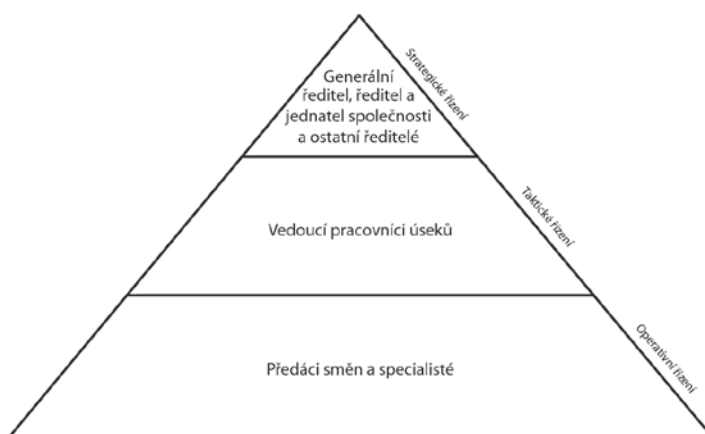 Generální
ředitel, ředitel a
jednatel společnosti
a ostatní ředitelé
Strategické řízení
Vedoucí pracovníci úseků
Taktické řízení
Předáci směn a specialisté
Operativní řízení